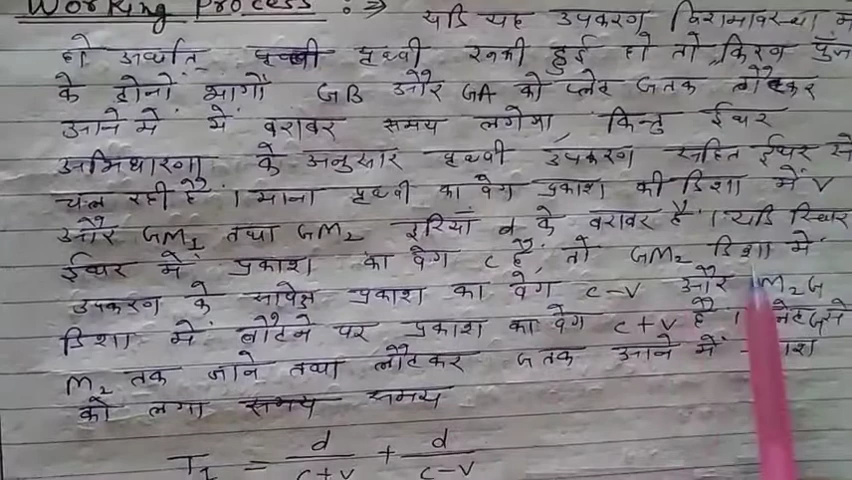 Working Process :⇒ यदि यह उपकरण विरामावस्था में
हो अर्थात् पृथ्वी रुकी हुई हो तो, किरण पुंज
के दोनों भागों GB और GA को प्लेट G तक लौटकर
आने में में बराबर समय लगेगा, किन्तु ईथर
अभिधारणा के अनुसार पृथ्वी उपकरण सहित ईथर से
चल रही है। माना पृथ्वी का वेग प्रकाश की दिशा में v
और GM₁ तथा GM₂ दूरियाँ d के बराबर है। यदि स्थिर
ईथर में प्रकाश का वेग c है, तो GM₂ दिशा में
उपकरण के सापेक्ष प्रकाश का वेग c-v और M₂G
दिशा में लौटने पर प्रकाश का वेग c+v है। G से
M₂ तक जाने तथा लौटकर G तक आने में
को लगा समय समय
T₁ = d/(c+v) + d/(c-v)